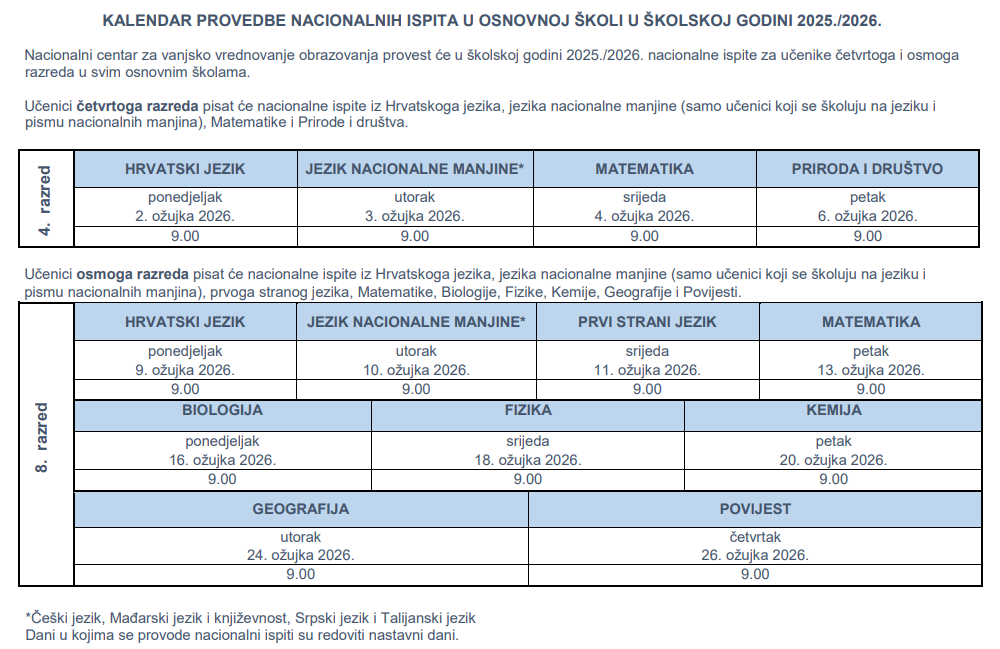 KALENDAR PROVEDBE NACIONALNIH ISPITA U OSNOVNOJ ŠKOLI U ŠKOLSKOJ GODINI 2025./2026.
Nacionalni centar za vanjsko vrednovanje obrazovanja provest će u školskoj godini 2025./2026. nacionalne ispite za učenike četvrtoga i osmoga
razreda u svim osnovnim školama.
Učenici četvrtoga razreda pisat će nacionalne ispite iz Hrvatskoga jezika, jezika nacionalne manjine (samo učenici koji se školuju na jeziku i
pismu nacionalnih manjina), Matematike i Prirode i društva.
4. razred
HRVATSKI JEZIK JEZIK NACIONALNE MANJINE* MATEMATIKA PRIRODA I DRUŠTVO
ponedjeljak utorak srijeda petak
2. ožujka 2026. 3. ožujka 2026. 4. ožujka 2026. 6. ožujka 2026.
9.00 9.00 9.00 9.00
Učenici osmoga razreda pisat će nacionalne ispite iz Hrvatskoga jezika, jezika nacionalne manjine (samo učenici koji se školuju na jeziku i
pismu nacionalnih manjina), prvoga stranog jezika, Matematike, Biologije, Fizike, Kemije, Geografije i Povijesti.
8. razred
HRVATSKI JEZIK JEZIK NACIONALNE MANJINE* PRVI STRANI JEZIK MATEMATIKA
ponedjeljak utorak srijeda petak
9. ožujka 2026. 10. ožujka 2026. 11. ožujka 2026. 13. ožujka 2026.
9.00 9.00 9.00 9.00
BIOLOGIJA FIZIKA KEMIJA
ponedjeljak srijeda petak
16. ožujka 2026. 18. ožujka 2026. 20. ožujka 2026.
9.00 9.00 9.00
GEOGRAFIJA POVIJEST
utorak četvrtak
24. ožujka 2026. 26. ožujka 2026.
9.00 9.00
*Češki jezik, Mađarski jezik i književnost, Srpski jezik i Talijanski jezik
Dani u kojima se provode nacionalni ispiti su redoviti nastavni dani.